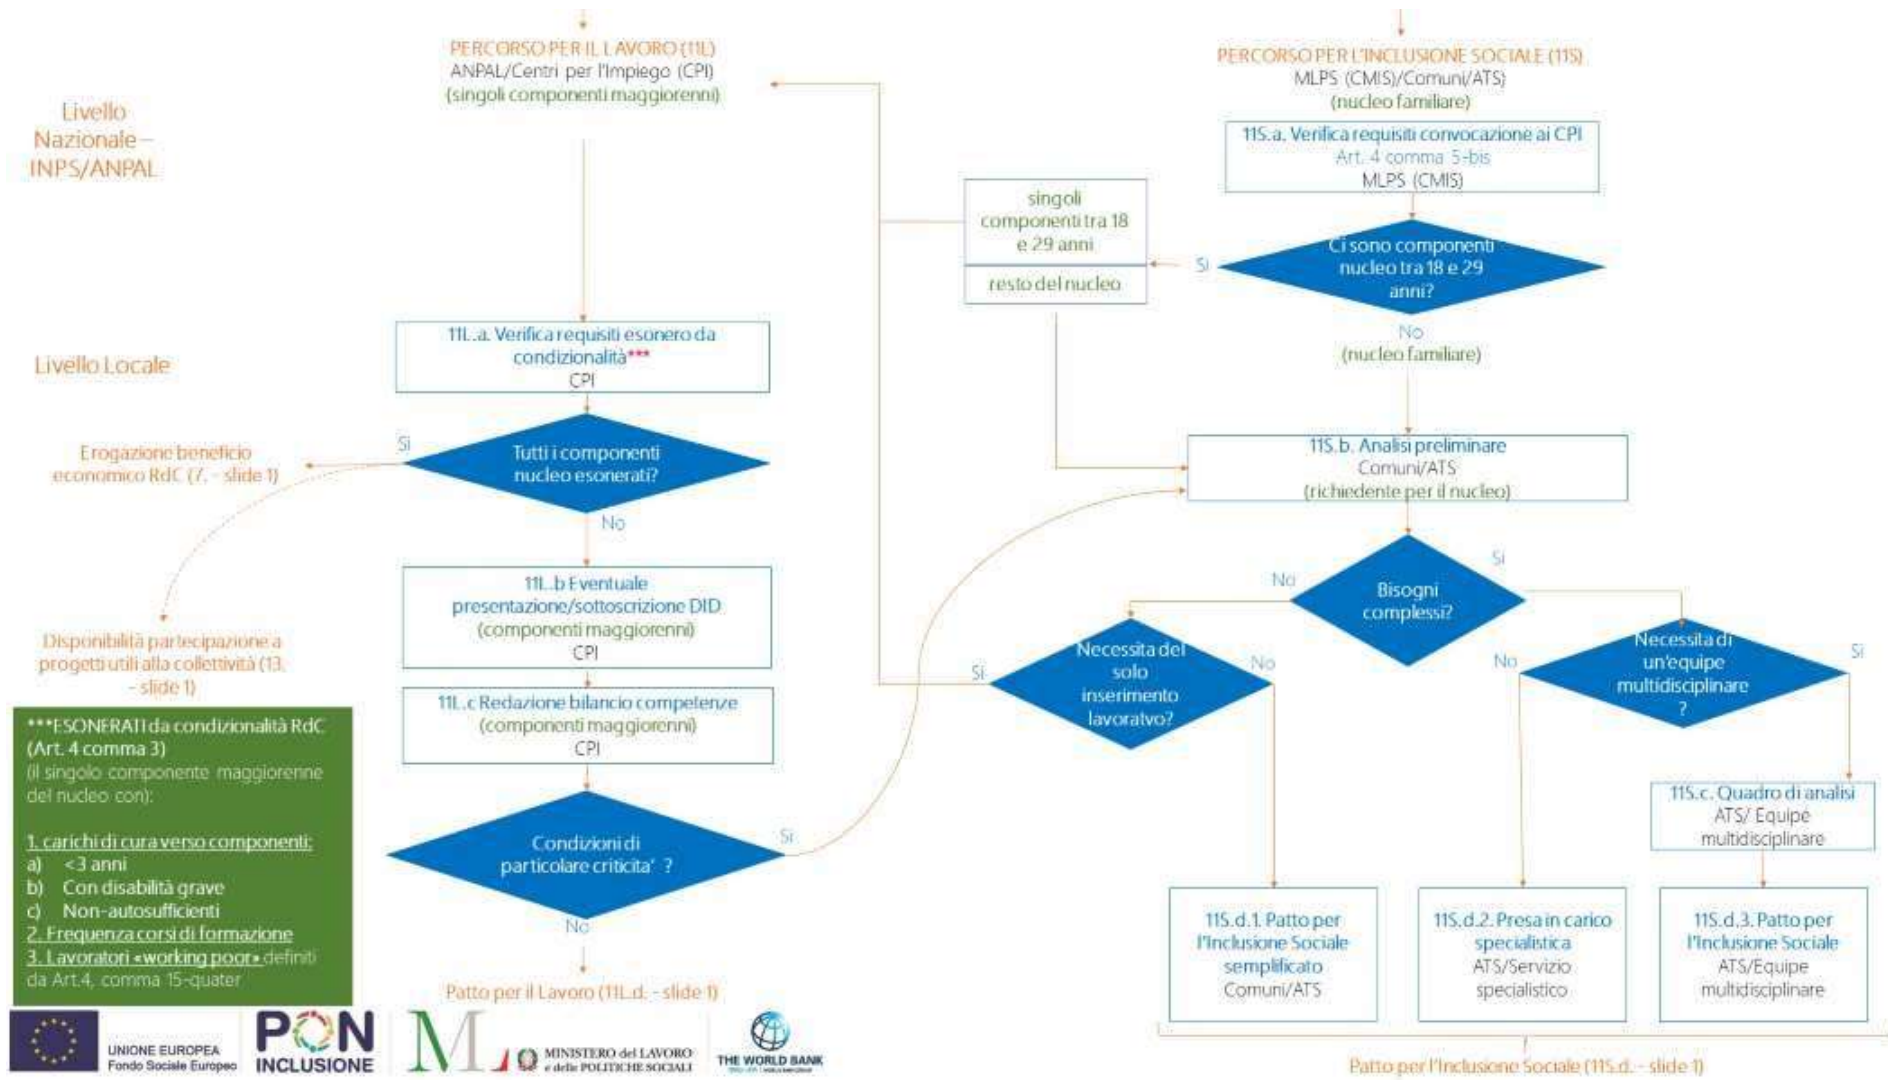 PERCORSO PER IL LAVORO (11L)
ANPAL/Centri per l'Impiego (CPI)
(singoli componenti maggiorenni)
PERCORSO PER L'INCLUSIONE SOCIALE (11S)
MLPS (CMIS)/Comuni/ATS)
(nucleo familiare)
Livello
Nazionale –
INPS/ANPAL
11S.a. Verifica requisiti convocazione ai CPI
Art. 4 comma 5-bis
MLPS (CMIS)
singoli
componenti tra 18
e 29 anni
resto del nucleo
Si
Ci sono componenti
nucleo tra 18 e 29
anni?
No
(nucleo familiare)
Livello Locale
11L.a. Verifica requisiti esonero da
condizionalità***
CPI
Si
Tutti i componenti
nucleo esonerati?
No
Erogazione beneficio
economico RdC (7. - slide 1)
11S.b. Analisi preliminare
Comuni/ATS
(richiedente per il nucleo)
11L.b Eventuale
presentazione/sottoscrizione DID
(componenti maggiorenni)
CPI
Disponibilità partecipazione a
progetti utili alla collettività (13.
- slide 1)
11L.c Redazione bilancio competenze
(componenti maggiorenni)
CPI
No
Bisogni
complessi?
Si
Si
Necessita del
solo
inserimento
lavoratvo?
No
No
Necessita di
un'equipe
multidisciplinare
?
Si
***ESONERATI da condizionalità RdC
(Art. 4 comma 3)
(il singolo componente maggiorenne
del nucleo con):
1. carichi di cura verso componenti:
a) <3 anni
b) Con disabilità grave
c) Non-autosufficienti
2. Frequenza corsi di formazione
3. Lavoratori «working poor» definiti
da Art.4, comma 15-quater
Condizioni di
particolare criticita' ?
Si
No
Patto per il Lavoro (11L.d. - slide 1)
11S.c. Quadro di analisi
ATS/ Equipe
multidisciplinare
11S.d.1. Patto per
l'Inclusione Sociale
semplificato
Comuni/ATS
11S.d.2. Presa in carico
specialistica
ATS/Servizio
specialistico
11S.d.3. Patto per
l'Inclusione Sociale
ATS/Equipe
multidisciplinare
Patto per l'Inclusione Sociale (11S.d. - slide 1)
UNIONE EUROPEA
Fondo Sociale Europeo
PON
INCLUSIONE
ML
MINISTERO del LAVORO
e delle POLITICHE SOCIALI
THE WORLD BANK